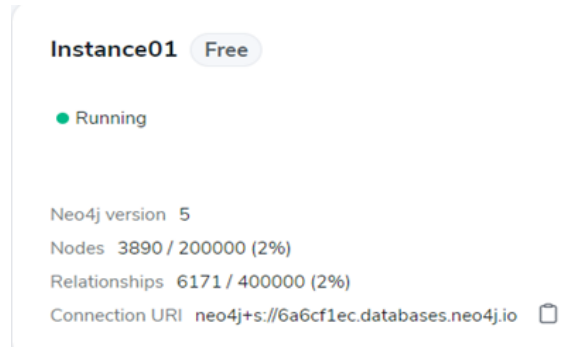 Instance01 Free
Running
Neo4j version 5
Nodes 3890 / 200000 (2%)
Relationships 6171 / 400000 (2%)
Connection URI neo4j+s://6a6cf1ec.databases.neo4j.io